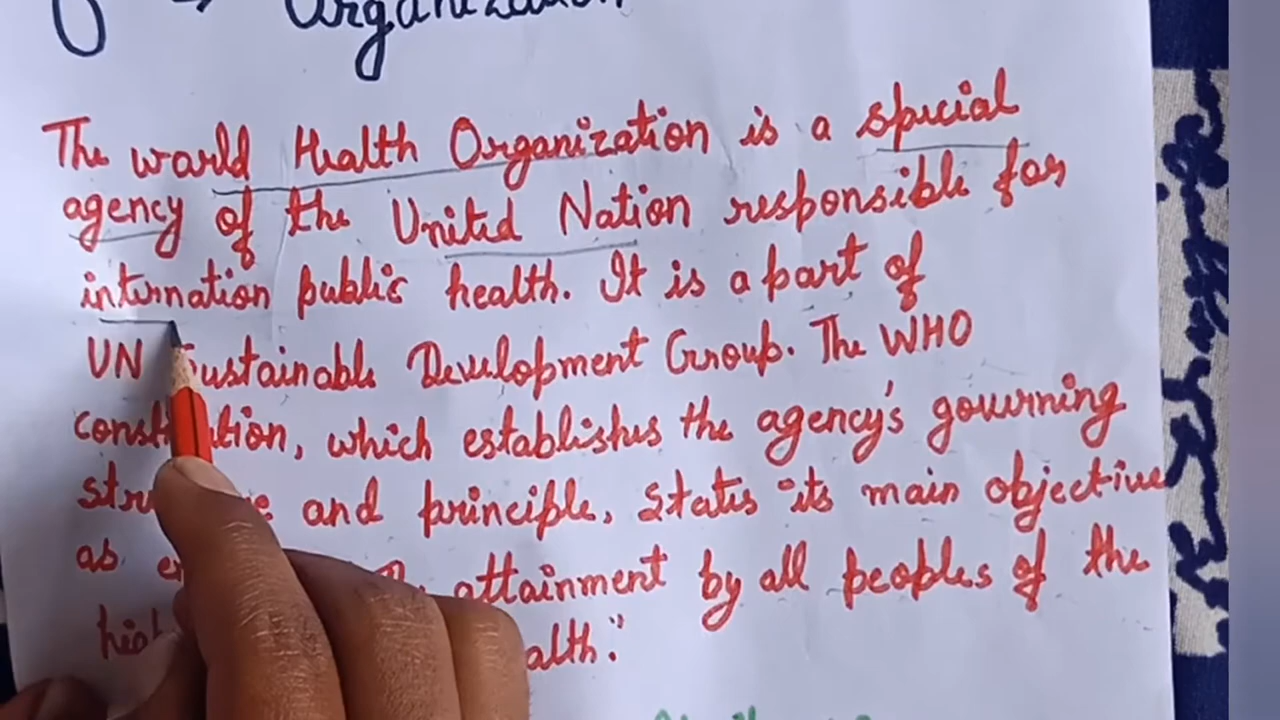 Organization
The world Health Organization is a special
agency of the United Nation responsible for
internation public health. It is a part of
UN Sustainable Development Group. The WHO
constitution, which establishes the agency's governing
and principle, states "its main objective
as attainment by all peoples of the